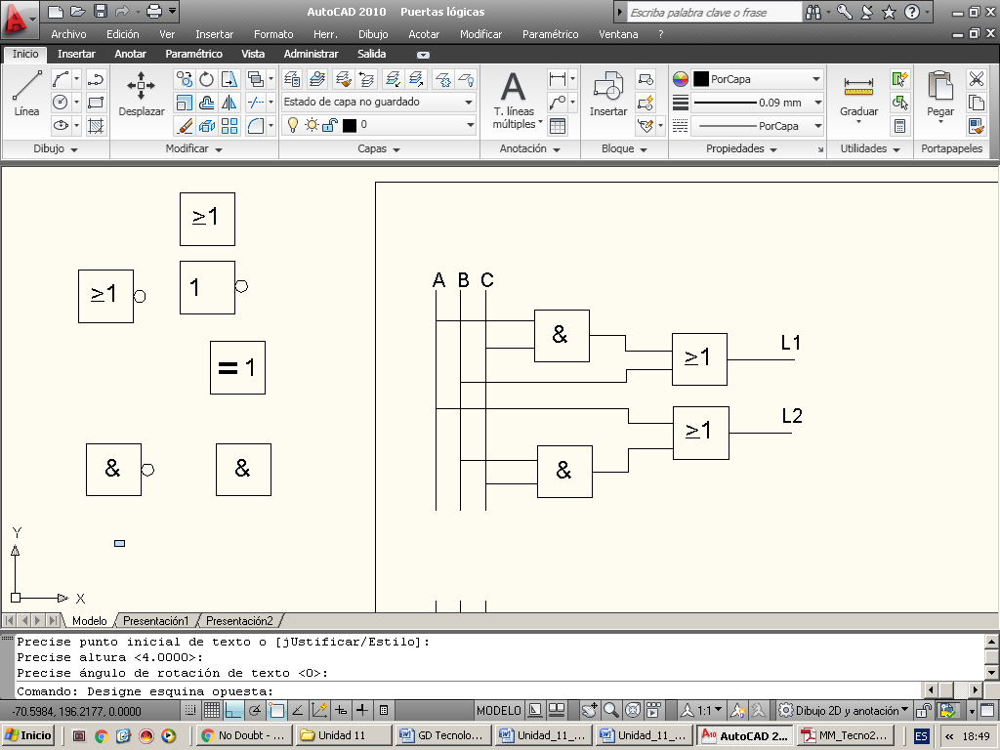 AutoCAD 2010 Puertas lógicas
Escriba palabra clave o frase
Archivo Edición Ver Insertar Formato Herr. Dibujo Acotar Modificar Paramétrico Ventana ?
Inicio Insertar Anotar Paramétrico Vista Administrar Salida
Línea
Desplazar
Estado de capa no guardado
0
A
T. líneas
múltiples
Insertar
PorCapa
0.09 mm
PorCapa
Graduar
Pegar
Dibujo Modificar Capas Anotación Bloque Propiedades Utilidades Portapapeles
≥1
≥1
1
= 1
&
&
A B C
&
≥1
L1
≥1
L2
&
Y
X
Modelo Presentación1 Presentación2
Precise punto inicial de texto o [jUstificar/Estilo]:
Precise altura <4.0000>:
Precise ángulo de rotación de texto <0>:
Comando: Designe esquina opuesta:
-70.5984, 196.2177, 0.0000
MODELO
1:1
Dibujo 2D y anotación
Inicio
No Doubt - ...
Unidad 11
GD Tecnolo...
Unidad_11_...
Unidad_11_...
AutoCAD 2...
MM_Tecno2...
ES
« 18:49